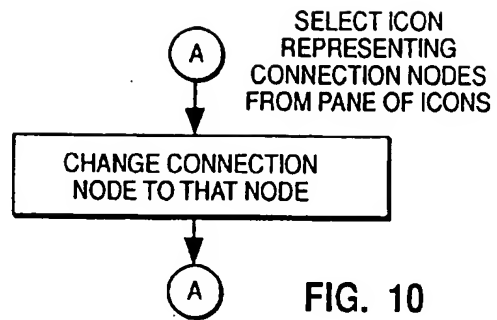 SELECT ICON
REPRESENTING
CONNECTION NODES
FROM PANE OF ICONS
A
CHANGE CONNECTION
NODE TO THAT NODE
A
FIG. 10